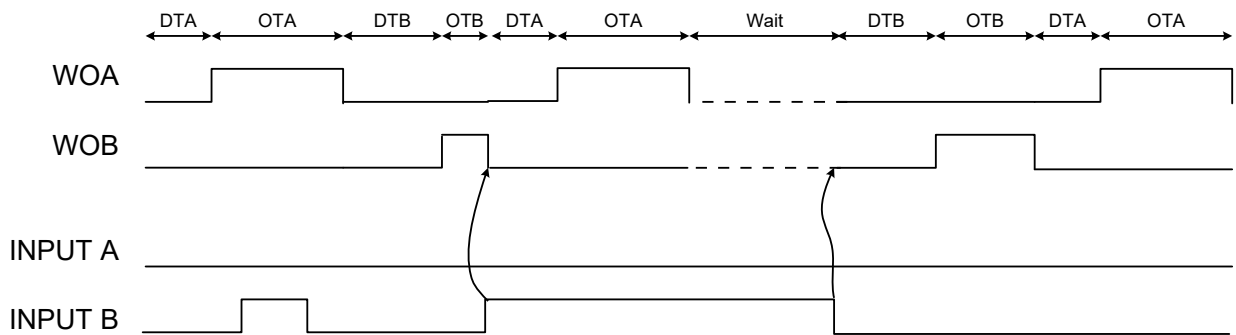 DTA OTA DTB OTB DTA OTA Wait DTB OTB DTA OTA
WOA
WOB
INPUT A
INPUT B